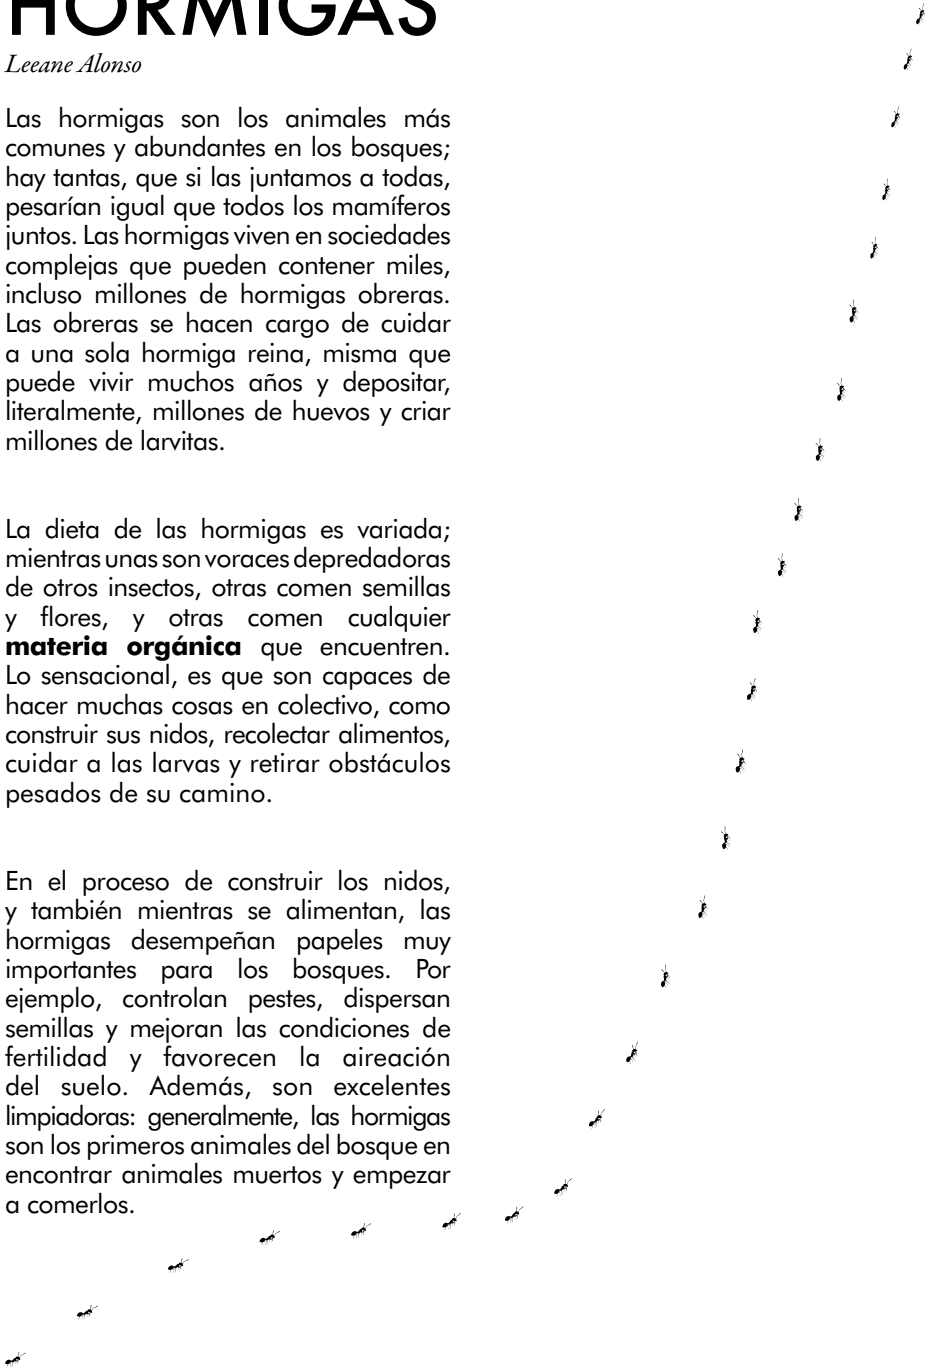 HORMIGAS
Leeane Alonso
Las hormigas son los animales más
comunes y abundantes en los bosques;
hay tantas, que si las juntamos a todas,
pesarían igual que todos los mamíferos
juntos. Las hormigas viven en sociedades
complejas que pueden contener miles,
incluso millones de hormigas obreras.
Las obreras se hacen cargo de cuidar
a una sola hormiga reina, misma que
puede vivir muchos años y depositar,
literalmente, millones de huevos y criar
millones de larvitas.
La dieta de las hormigas es variada;
mientras unas son voraces depredadoras
de otros insectos, otras comen semillas
y flores, y otras comen cualquier
materia orgánica que encuentren.
Lo sensacional, es que son capaces de
hacer muchas cosas en colectivo, como
construir sus nidos, recolectar alimentos,
cuidar a las larvas y retirar obstáculos
pesados de su camino.
En el proceso de construir los nidos,
y también mientras se alimentan, las
hormigas desempeñan papeles muy
importantes para los bosques. Por
ejemplo, controlan pestes, dispersan
semillas y mejoran las condiciones de
fertilidad y favorecen la aireación
del suelo. Además, son excelentes
limpiadoras: generalmente, las hormigas
son los primeros animales del bosque en
encontrar animales muertos y empezar
a comerlos.